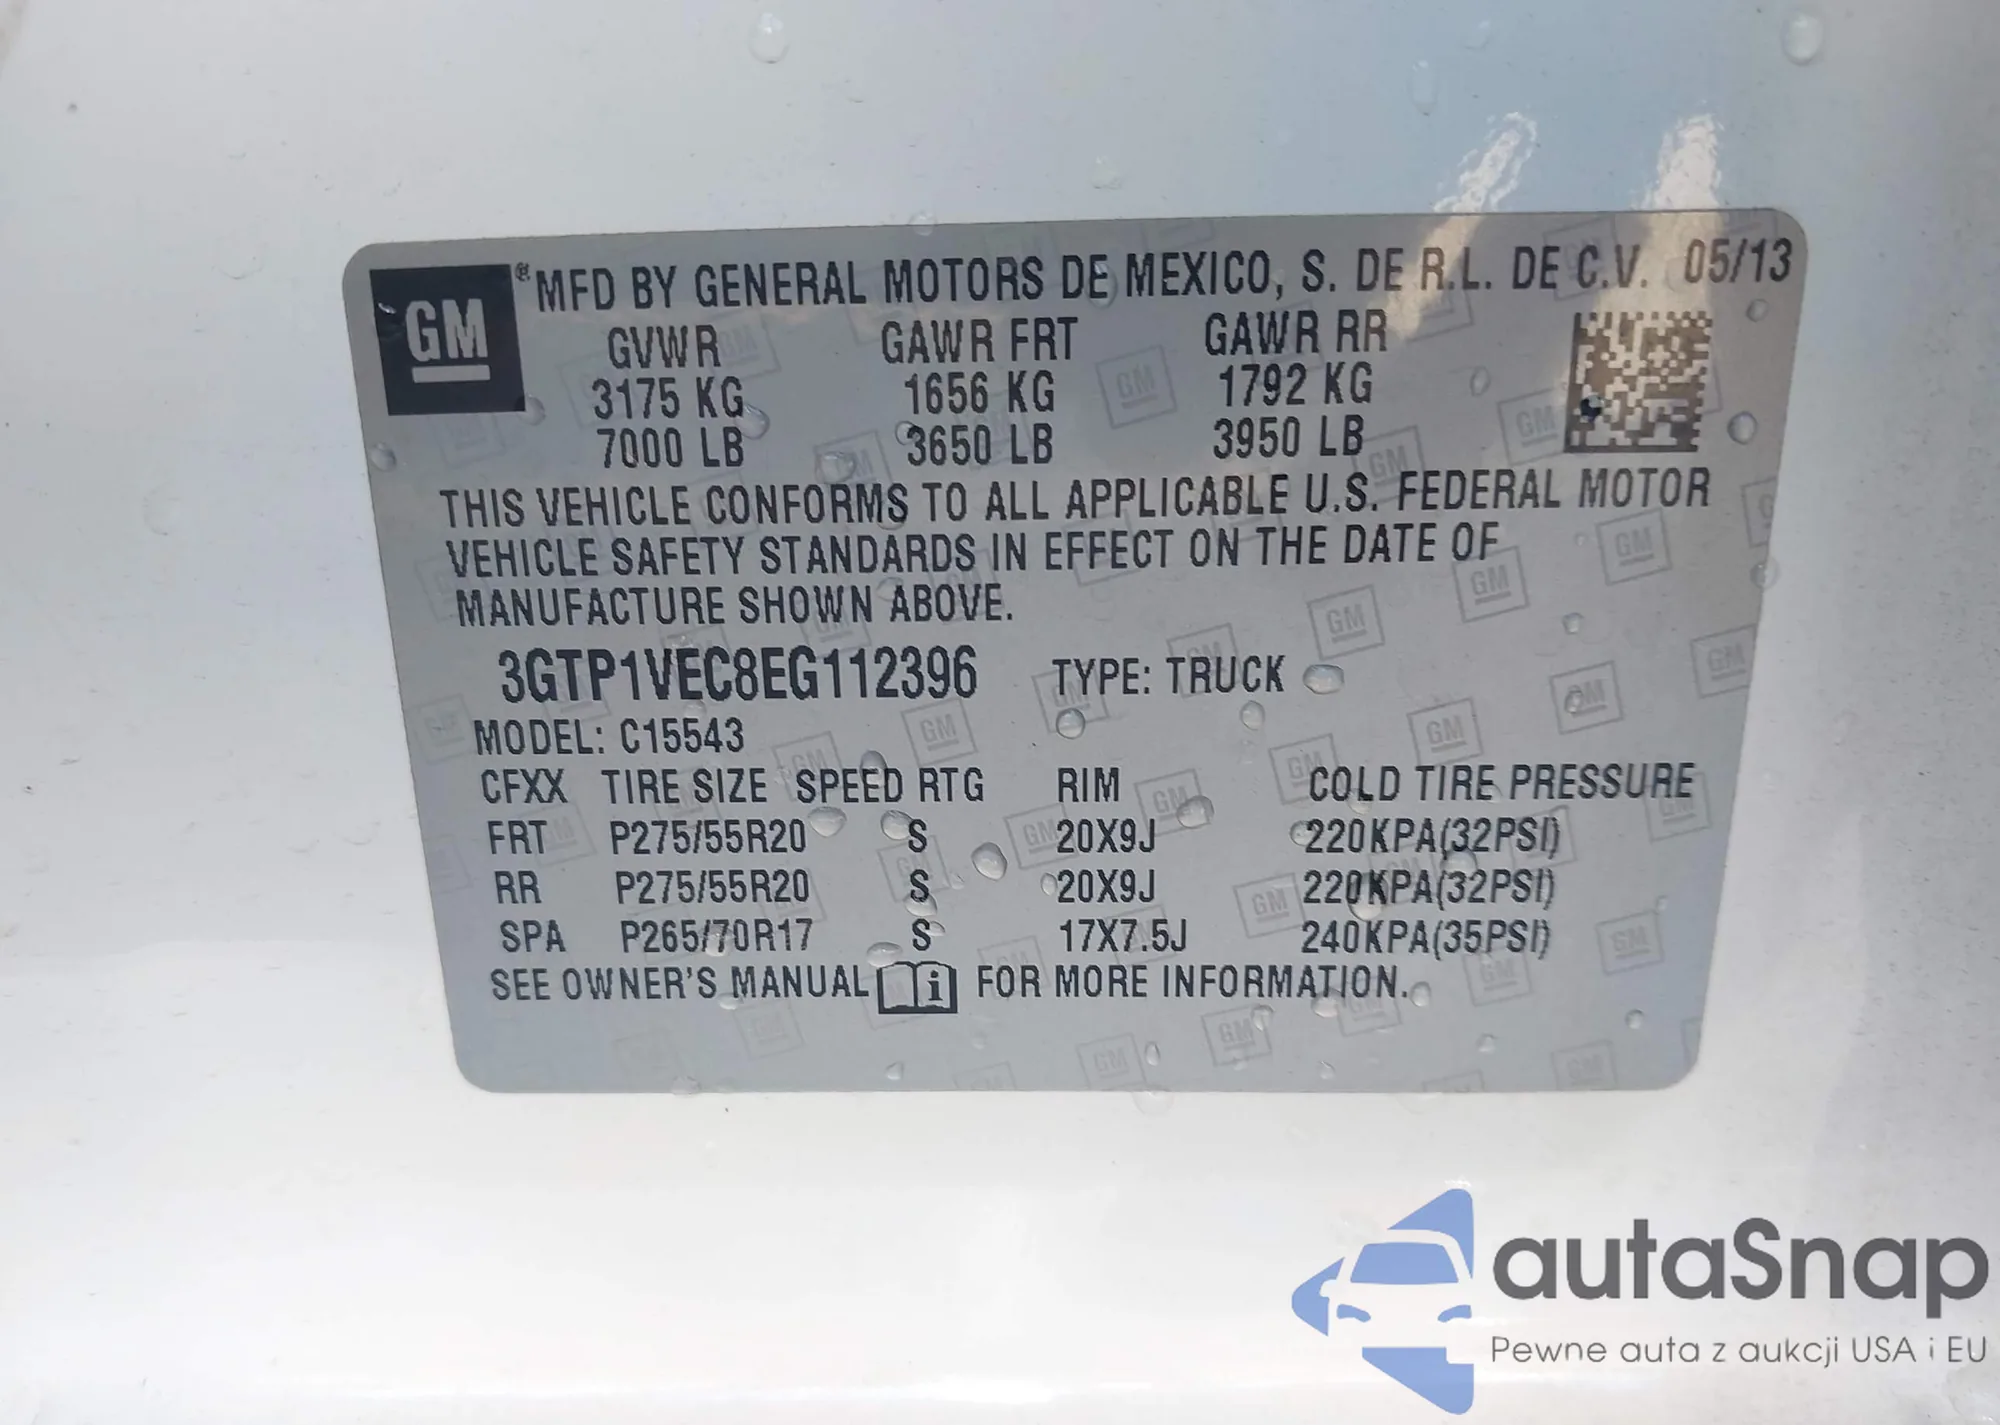 GM ® MFD BY GENERAL MOTORS DE MEXICO, S. DE R.L. DE C.V. 05/13
GVWR GAWR FRT GAWR RR
3175 KG 1656 KG 1792 KG
7000 LB 3650 LB 3950 LB
THIS VEHICLE CONFORMS TO ALL APPLICABLE U.S. FEDERAL MOTOR
VEHICLE SAFETY STANDARDS IN EFFECT ON THE DATE OF
MANUFACTURE SHOWN ABOVE.
3GTP1VEC8EG112396 TYPE: TRUCK
MODEL: C15543
CFXX TIRE SIZE SPEED RTG RIM COLD TIRE PRESSURE
FRT P275/55R20 S 20X9J 220KPA(32PSI)
RR P275/55R20 S 20X9J 220KPA(32PSI)
SPA P265/70R17 S 17X7.5J 240KPA(35PSI)
SEE OWNER'S MANUAL i FOR MORE INFORMATION.
autaSnap
Pewne auta z aukcji USA i EU